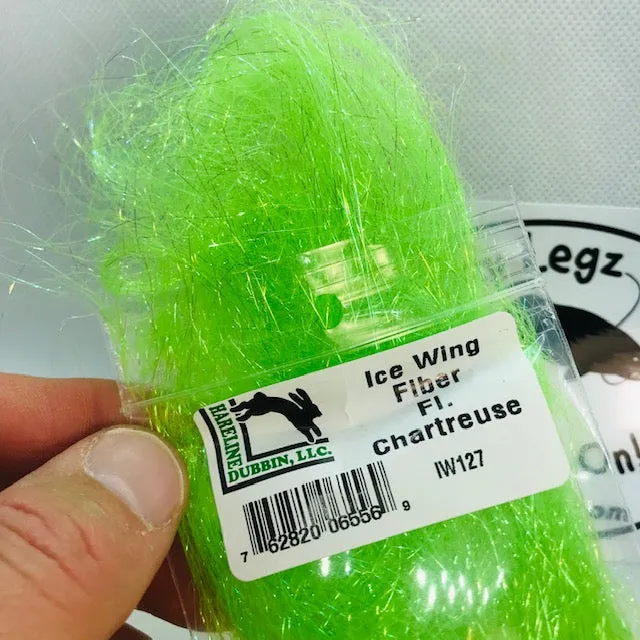 Ice Wing
Fiber
Fl.
Chartreuse
IW127
HARELINE
DUBBIN, LLC.
7 62820 06556 9
Legz